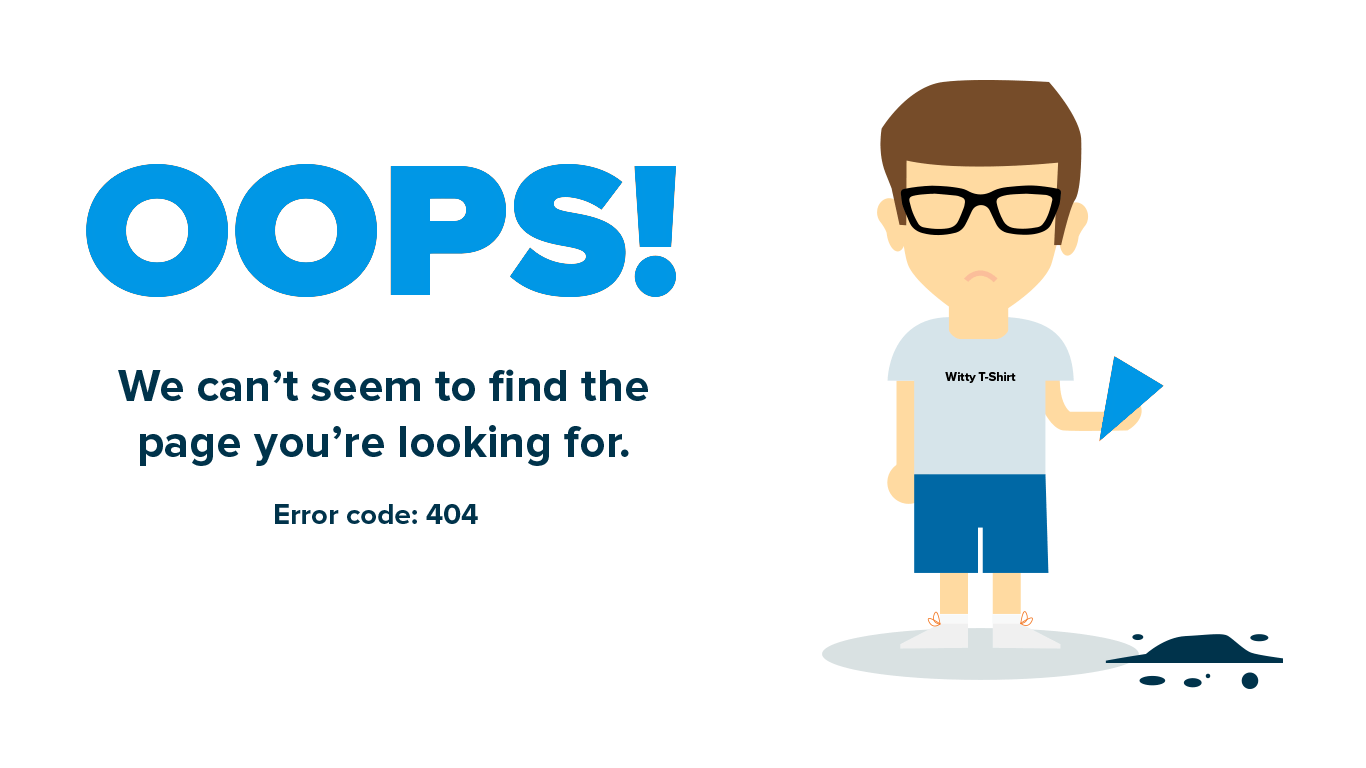 OOPS!
We can’t seem to find the
page you’re looking for.
Error code: 404
Witty T-Shirt